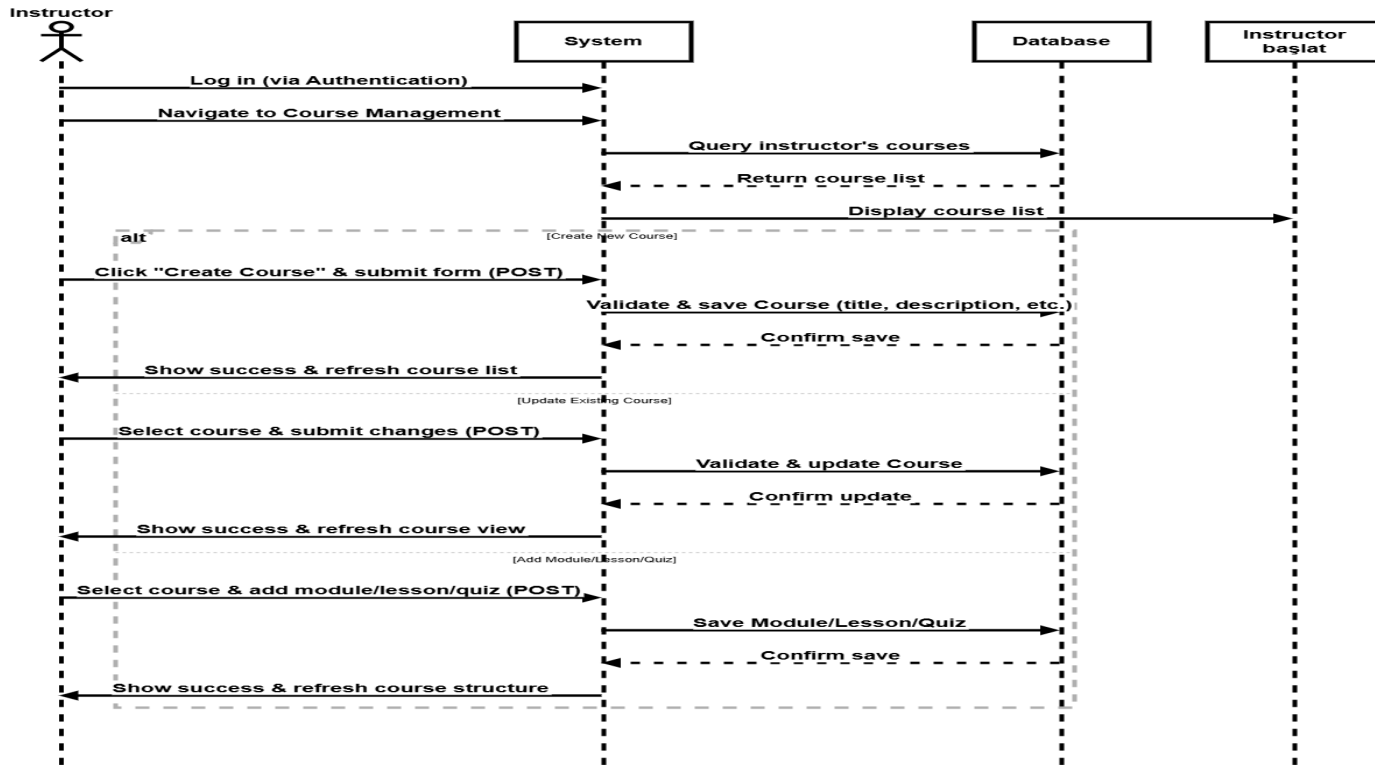 Instructor
System
Database
Instructor
başlat
Log in (via Authentication)
Navigate to Course Management
Query instructor's courses
Return course list
Display course list
alt
[Create New Course]
Click "Create Course" & submit form (POST)
Validate & save Course (title, description, etc.)
Confirm save
Show success & refresh course list
[Update Existing Course]
Select course & submit changes (POST)
Validate & update Course
Confirm update
Show success & refresh course view
[Add Module/Lesson/Quiz]
Select course & add module/lesson/quiz (POST)
Save Module/Lesson/Quiz
Confirm save
Show success & refresh course structure